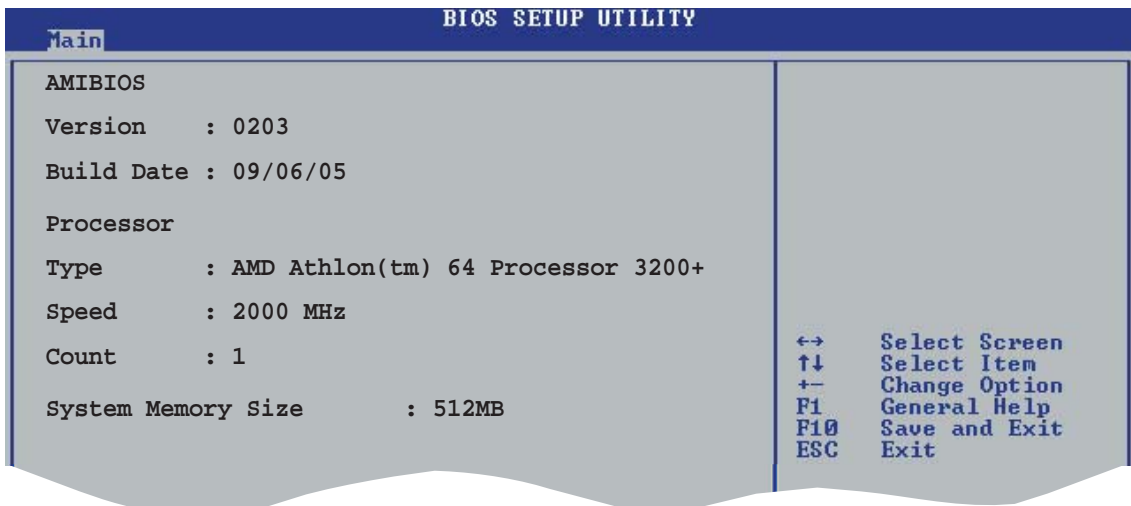 BIOS SETUP UTILITY
Main
AMIBIOS
Version : 0203
Build Date : 09/06/05
Processor
Type : AMD Athlon(tm) 64 Processor 3200+
Speed : 2000 MHz
Count : 1
System Memory Size : 512MB
←→ Select Screen
↑↓ Select Item
+- Change Option
F1 General Help
F10 Save and Exit
ESC Exit